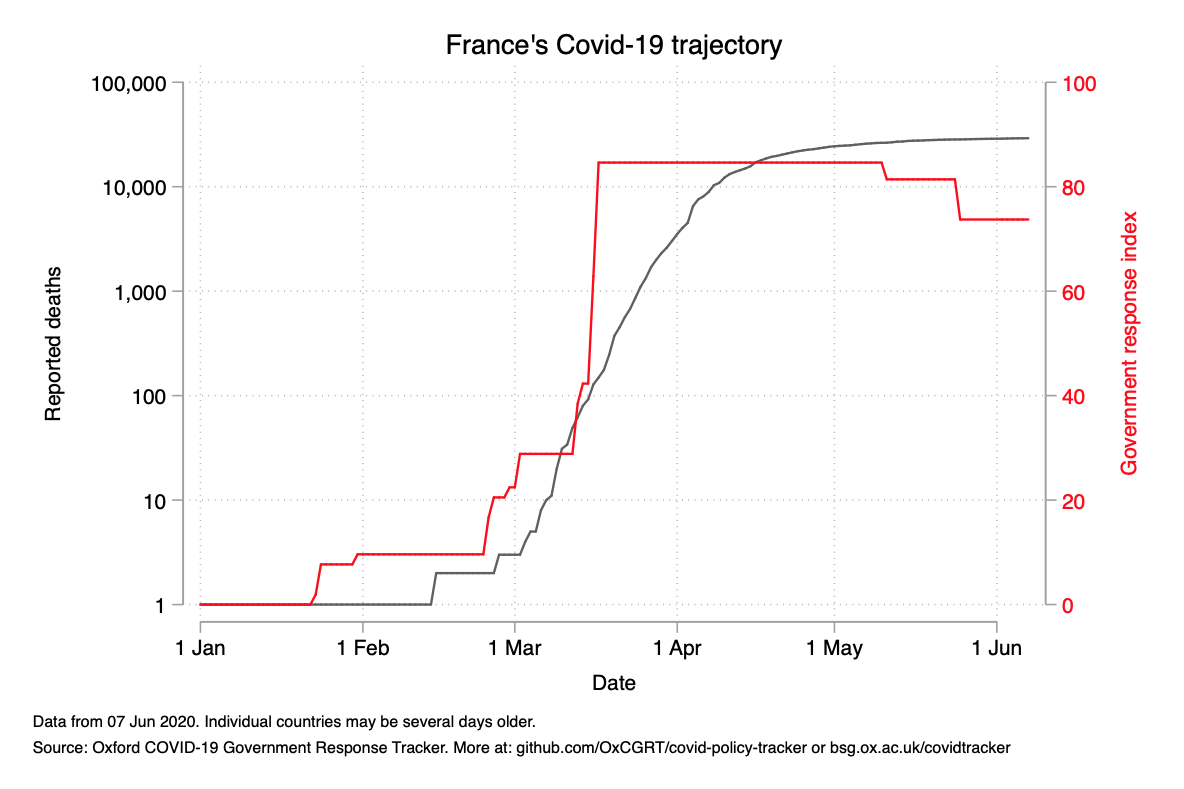 France's Covid-19 trajectory
100,000
10,000
1,000
100
10
1
Reported deaths
100
80
60
40
20
0
Government response index
1 Jan
1 Feb
1 Mar
1 Apr
1 May
1 Jun
Date
Data from 07 Jun 2020. Individual countries may be several days older.
Source: Oxford COVID-19 Government Response Tracker. More at: github.com/OxCGRT/covid-policy-tracker or bsg.ox.ac.uk/covidtracker